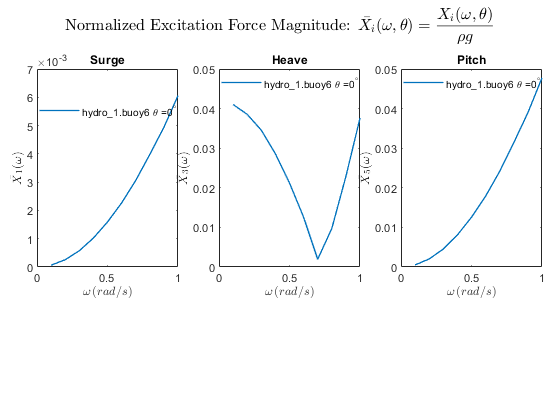 Normalized Excitation Force Magnitude: X̄ᵢ(ω,θ) = Xᵢ(ω,θ) / ρg
Surge
Heave
Pitch
×10⁻³
7
6
5
4
3
2
1
0
X₁(ω)
hydro_1.buoy6 θ =0°
0
0.5
1
ω(rad/s)
0.05
0.04
0.03
0.02
0.01
0
X₃(ω)
hydro_1.buoy6 θ =0°
0
0.5
1
ω(rad/s)
0.05
0.04
0.03
0.02
0.01
0
X₅(ω)
hydro_1.buoy6 θ =0°
0
0.5
1
ω(rad/s)